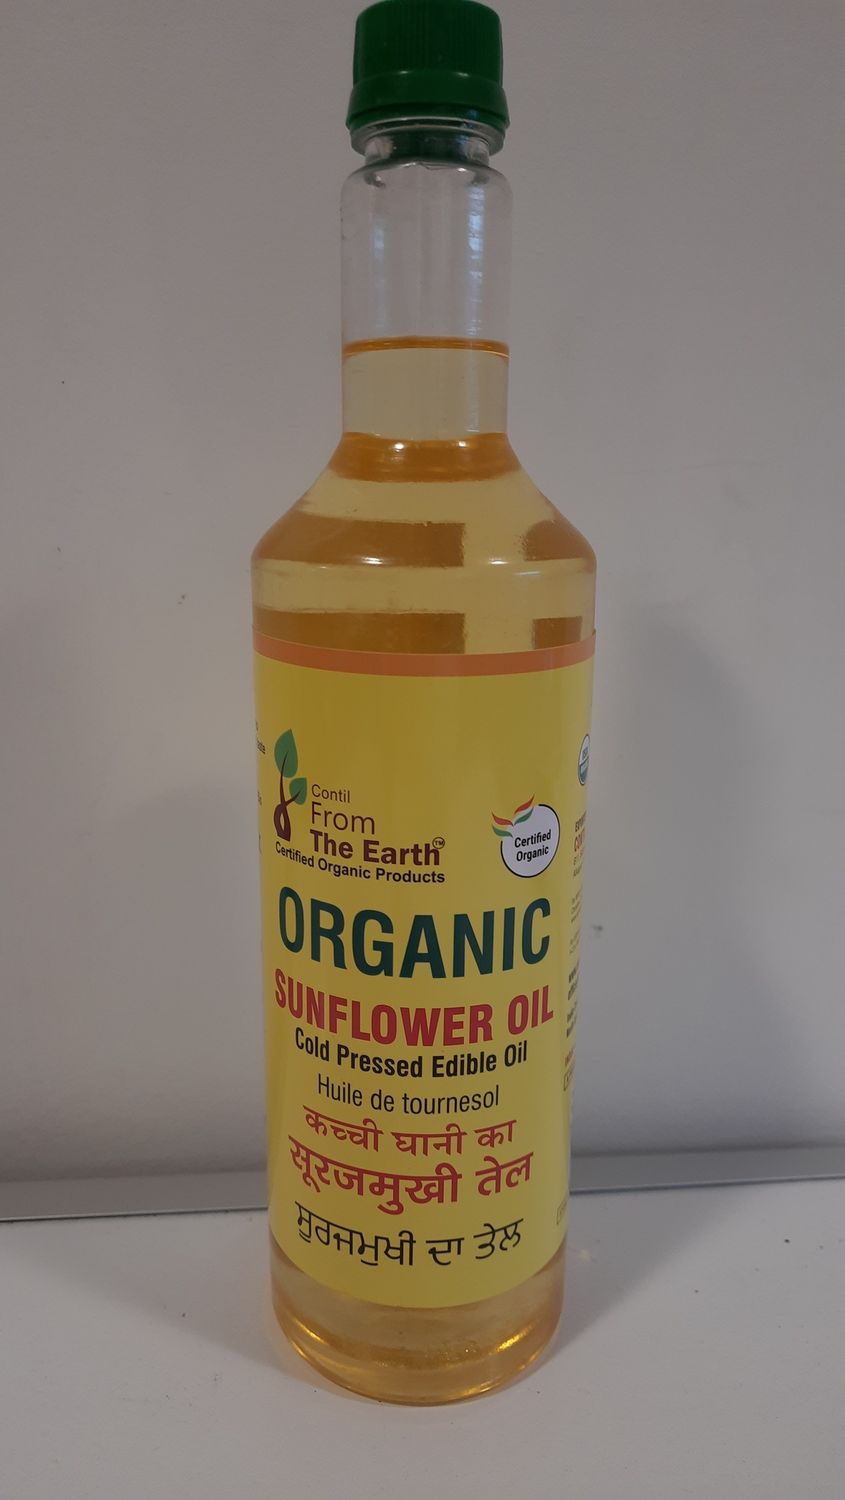 Contil
From
The Earth™
Certified Organic Products
Certified
Organic
ORGANIC
SUNFLOWER OIL
Cold Pressed Edible Oil
Huile de tournesol
कच्ची घानी का
सूरजमुखी तेल
ਸੁਰਜਮੁਖੀ ਦਾ ਤੇਲ